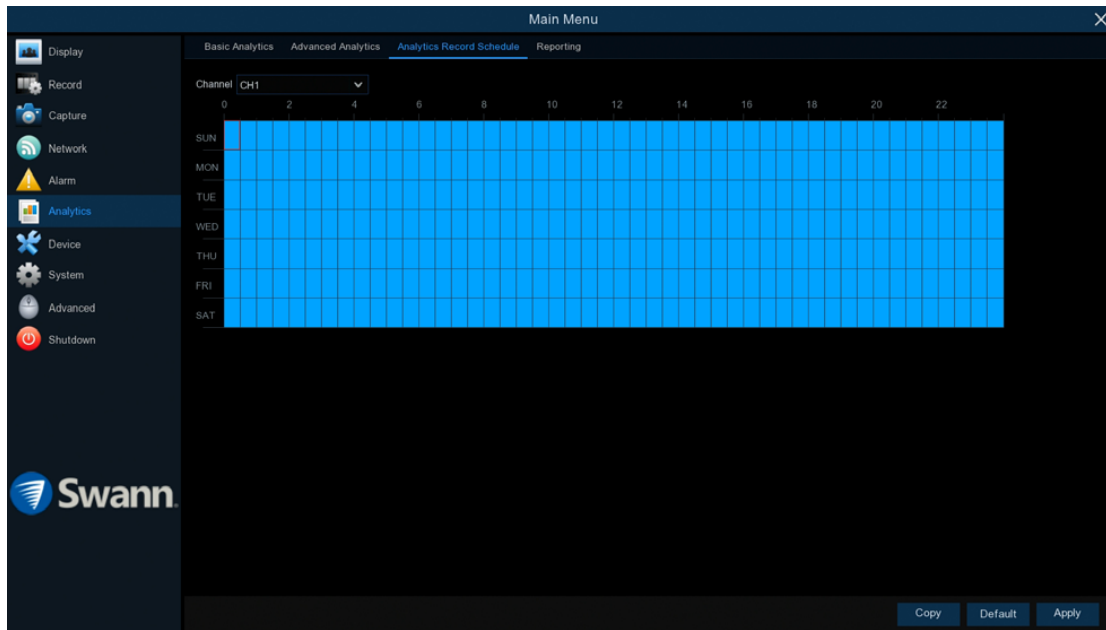 Main Menu
Display
Record
Capture
Network
Alarm
Analytics
Device
System
Advanced
Shutdown
Swann
Basic Analytics Advanced Analytics Analytics Record Schedule Reporting
Channel CH1
0 2 4 6 8 10 12 14 16 18 20 22
SUN
MON
TUE
WED
THU
FRI
SAT
Copy Default Apply